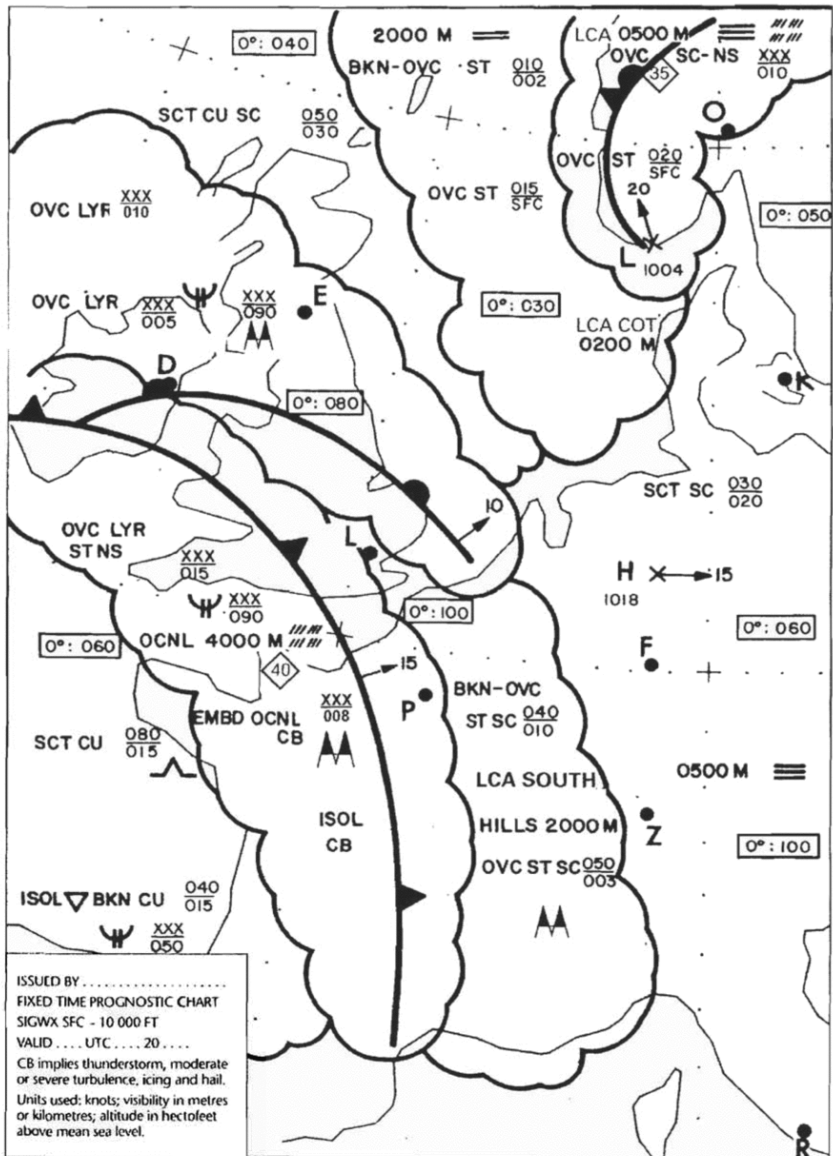 0°: 040
2000 M
BKN-OVC ST 010
002
LCA 0500 M
OVC SC-NS XXX
010
35
SCT CU SC 050
030
O
OVC ST 020
SFC
20
OVC LYR XXX
010
OVC ST 015
SFC
0°: 050
L
1004
OVC LYR XXX
005
XXX
090
E
0°: 030
LCA COT
0200 M
D
K
0°: 080
SCT SC 030
020
10
OVC LYR
ST NS
XXX
015
L
H
15
1018
XXX
090
0°: 100
0°: 060
OCNL 4000 M
0°: 060
40
15
F
P
BKN-OVC
ST SC 040
010
EMBD OCNL
CB
XXX
008
SCT CU 080
015
LCA SOUTH
HILLS 2000 M
0500 M
Z
ISOL
CB
0°: 100
OVC ST SC 050
003
ISOL BKN CU 040
015
XXX
050
ISSUED BY ....................
FIXED TIME PROGNOSTIC CHART
SIGWX SFC - 10 000 FT
VALID .... UTC .... 20 ....
CB implies thunderstorm, moderate
or severe turbulence, icing and hail.
Units used: knots; visibility in metres
or kilometres; altitude in hectofeet
above mean sea level.
R